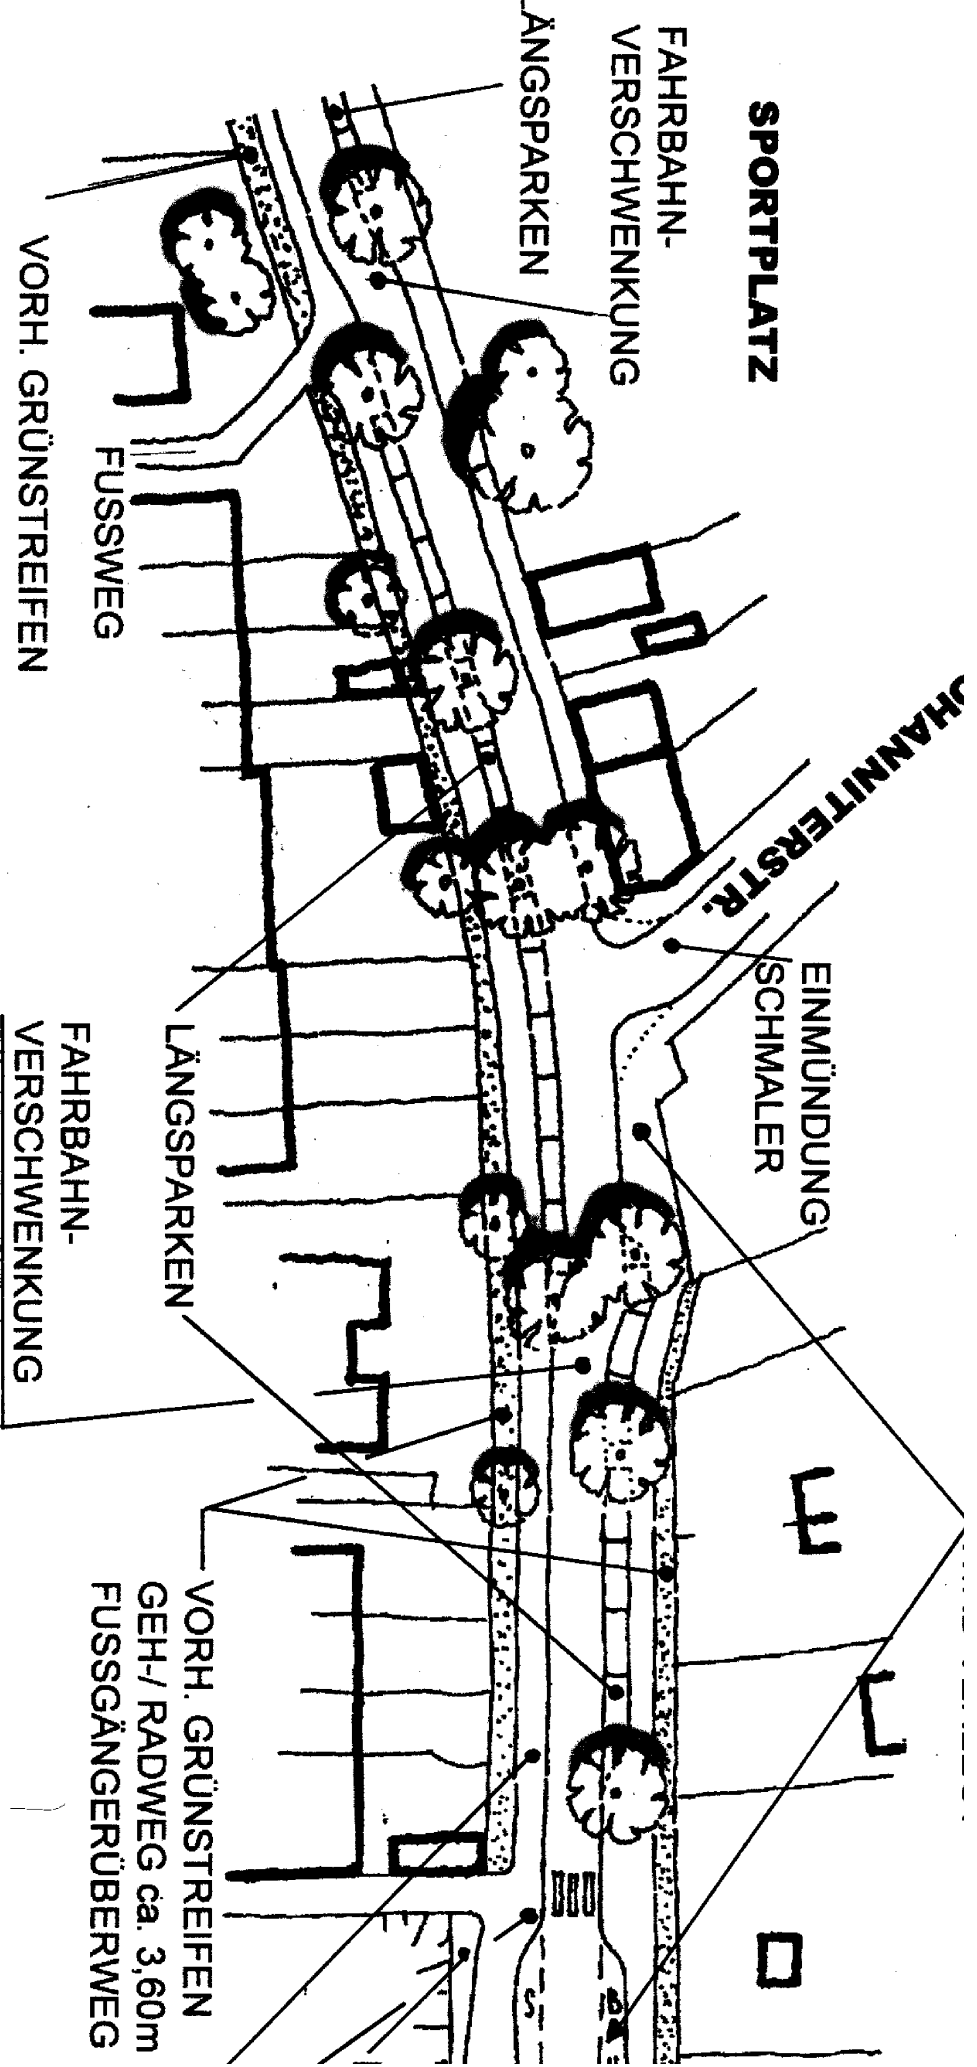 SPORTPLATZ
FAHRBAHN-
VERSCHWENKUNG
LÄNGSPARKEN
VORH. GRÜNSTREIFEN
FUSSWEG
OHANNITERSTR.
EINMÜNDUNG
SCHMALER
LÄNGSPARKEN
FAHRBAHN-
VERSCHWENKUNG
VORH. GRÜNSTREIFEN
GEH-/ RADWEG ca. 3,60m
FUSSGÄNGERÜBERWEG
S
B